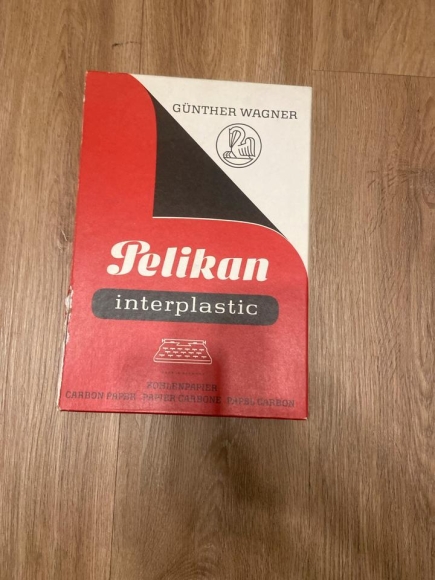 GÜNTHER WAGNER
Pelikan
interplastic
KOHLENPAPIER
CARBON PAPER PAPIER CARBONE PAPEL CARBON